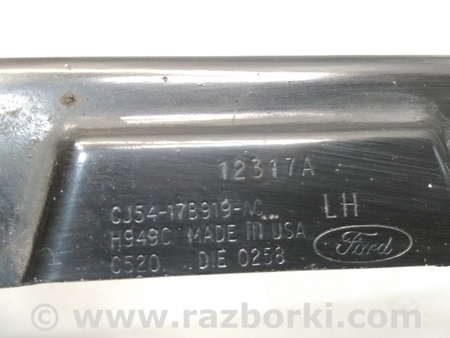 12317A
CJ54-17B919-AC LH
H949C MADE IN USA
C520 DIE 0258
Ford
www.razborki.com